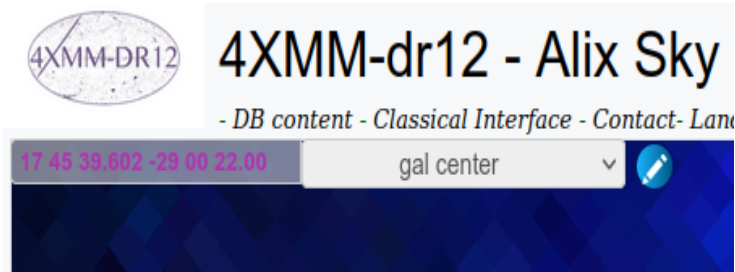 4XMM-DR12
4XMM-dr12 - Alix Sky
- DB content - Classical Interface - Contact- Lan
17 45 39.602 -29 00 22.00
gal center